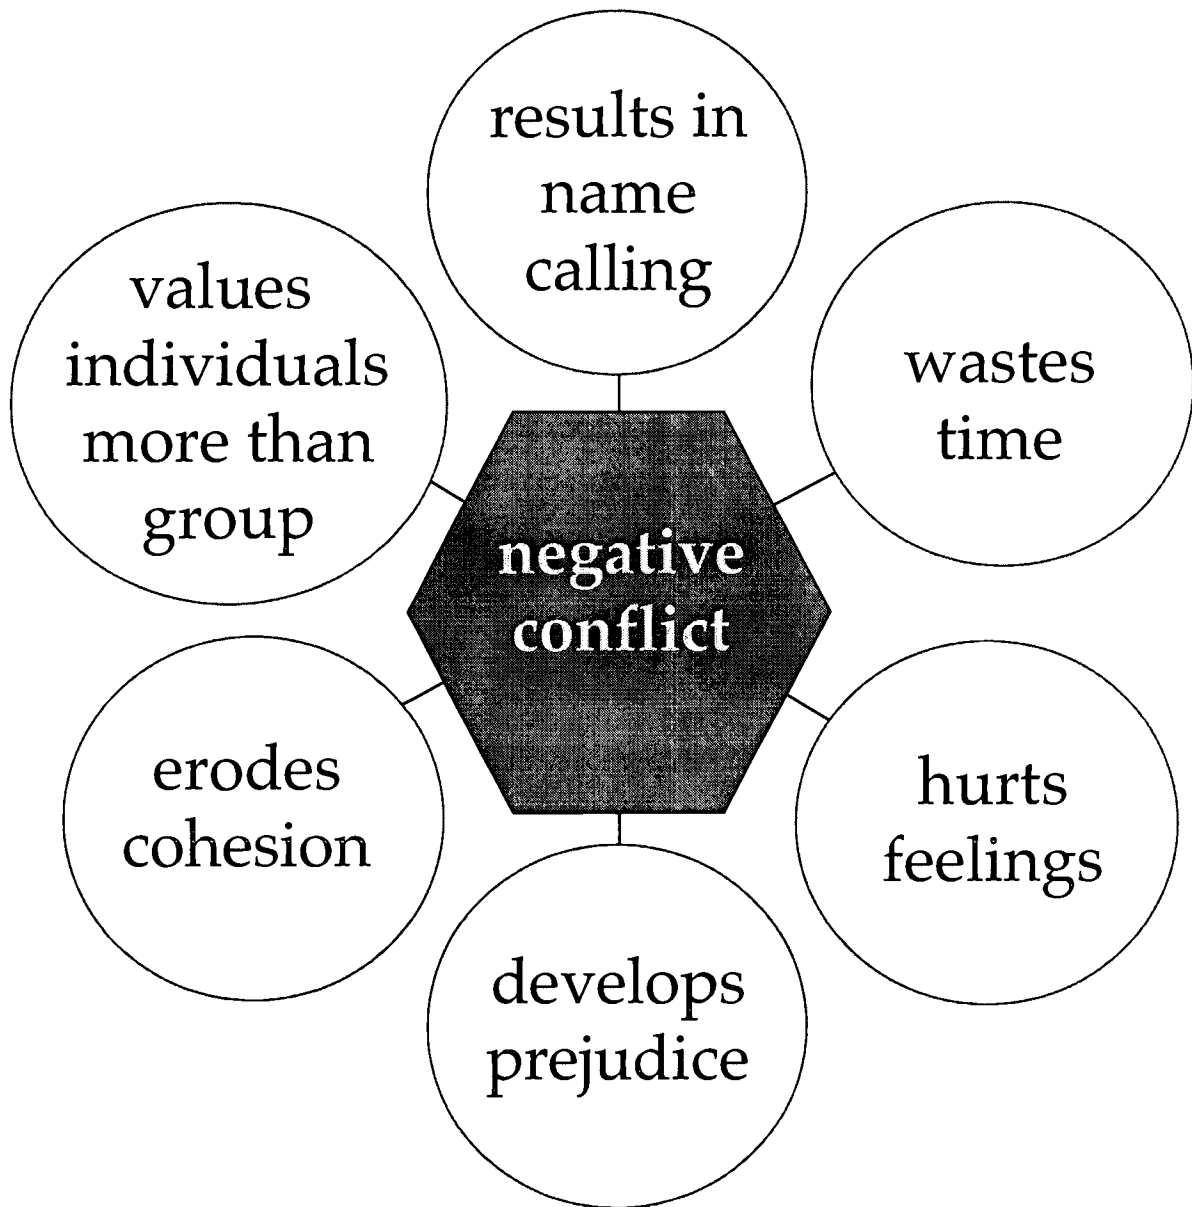 results in
name
calling
values
individuals
more than
group
wastes
time
negative
conflict
erodes
cohesion
hurts
feelings
develops
prejudice